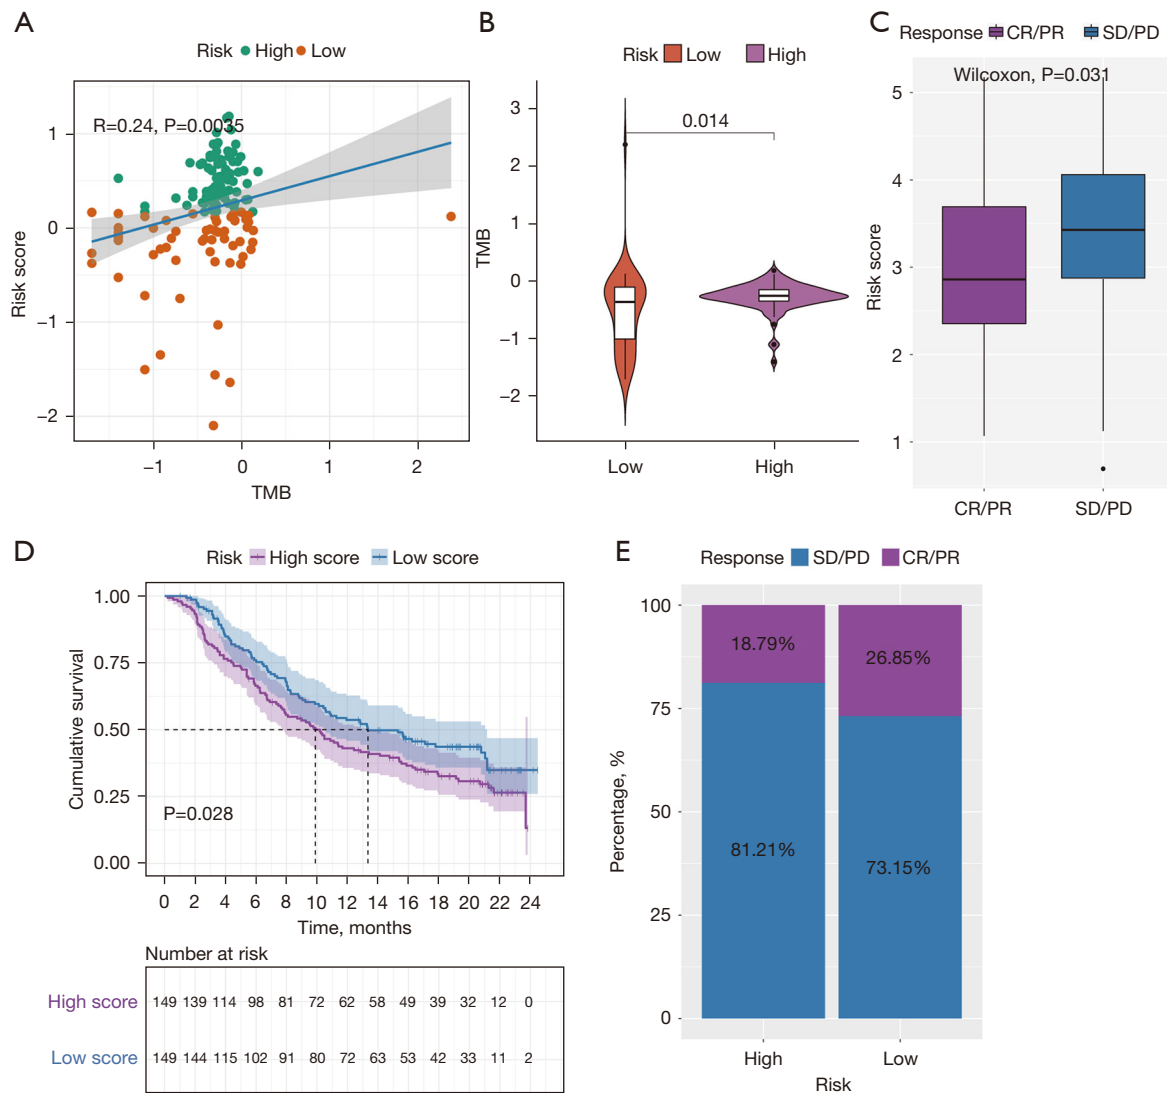 A
Risk High Low
R=0.24, P=0.0035
1
0
−1
−2
Risk score
−1 0 1 2
TMB
B
Risk Low High
0.014
3
2
1
0
−1
−2
TMB
Low High
C
Response CR/PR SD/PD
Wilcoxon, P=0.031
5
4
3
2
1
Risk score
CR/PR SD/PD
D
Risk High score Low score
1.00
0.75
0.50
0.25
0.00
Cumulative survival
P=0.028
0 2 4 6 8 10 12 14 16 18 20 22 24
Time, months
Number at risk
High score 149 139 114 98 81 72 62 58 49 39 32 12 0
Low score 149 144 115 102 91 80 72 63 53 42 33 11 2
E
Response SD/PD CR/PR
100
75
50
25
0
Percentage, %
18.79% 26.85%
81.21% 73.15%
High Low
Risk